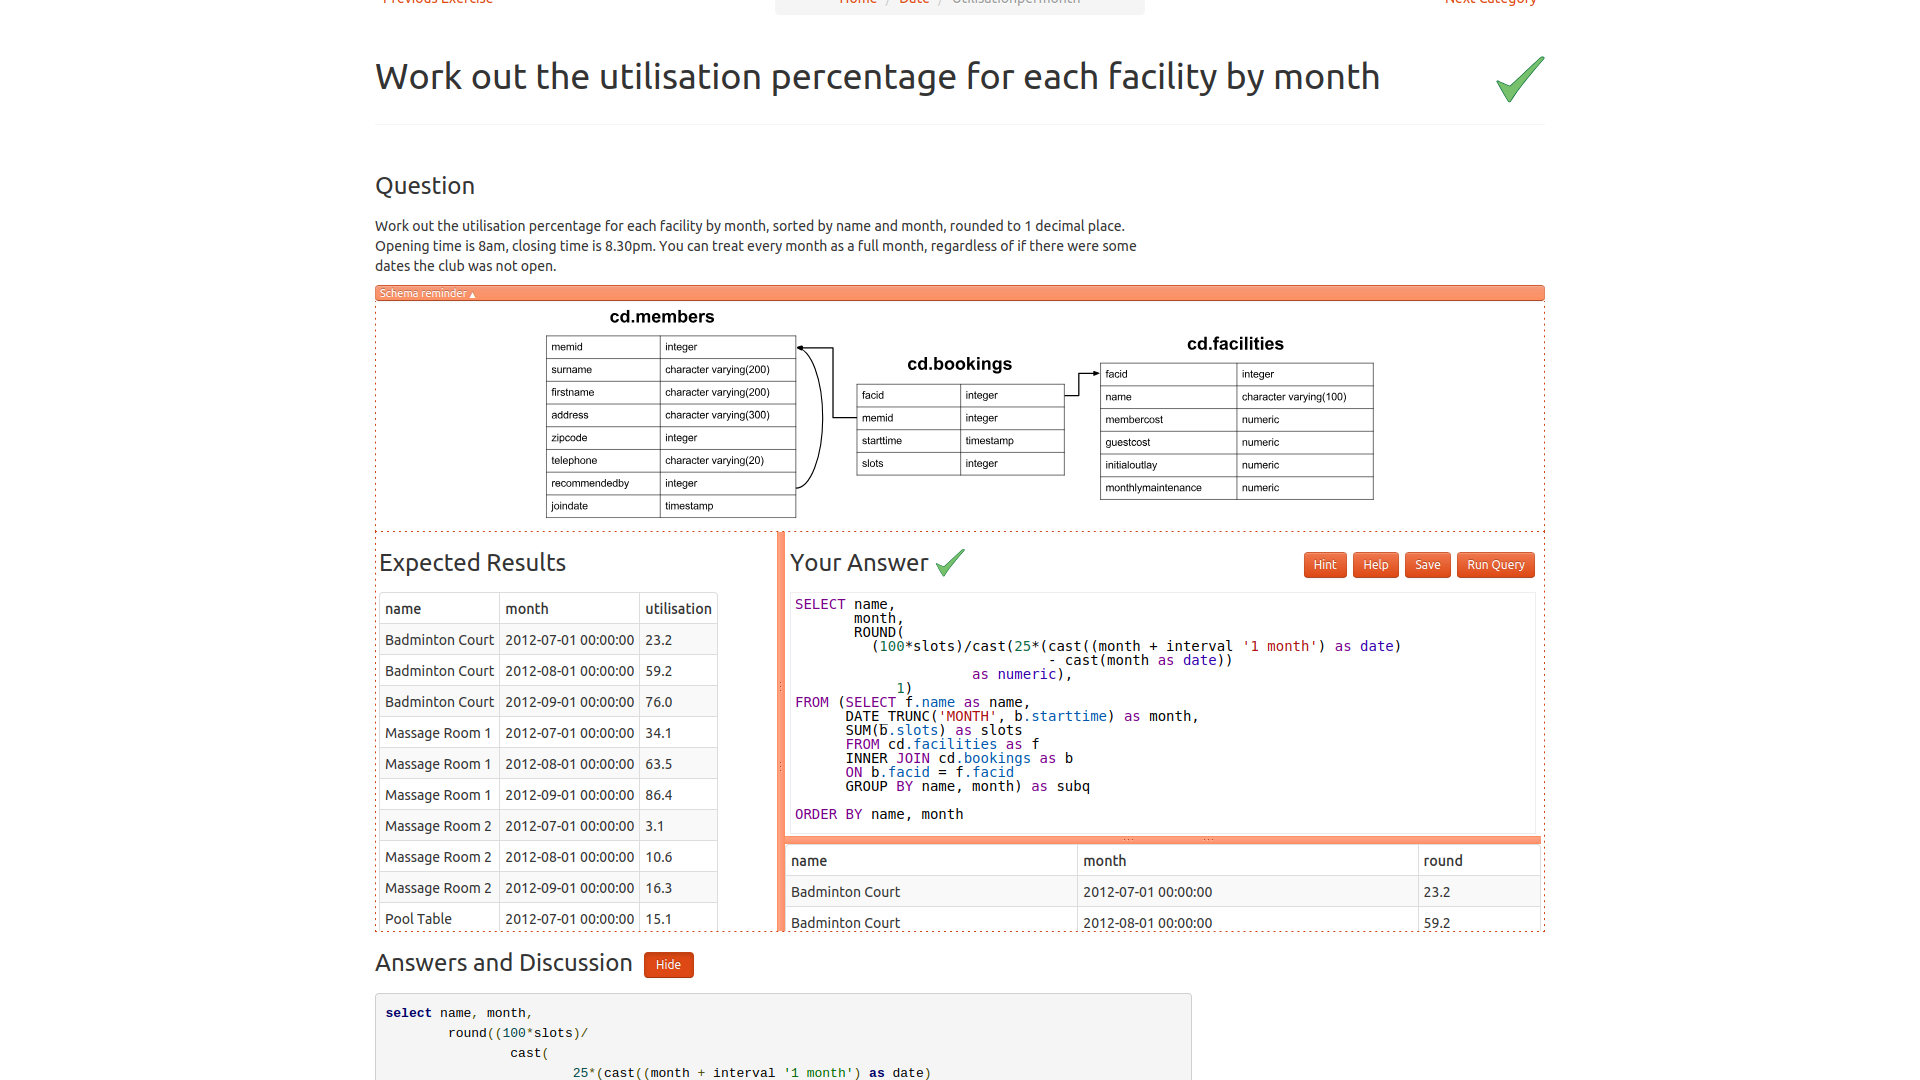 Previous Exercise
Home / Date / Utilisationpermonth
Next Category
Work out the utilisation percentage for each facility by month
Question
Work out the utilisation percentage for each facility by month, sorted by name and month, rounded to 1 decimal place.
Opening time is 8am, closing time is 8.30pm. You can treat every month as a full month, regardless of if there were some
dates the club was not open.
Schema reminder ▴
cd.members
memid integer
surname character varying(200)
firstname character varying(200)
address character varying(300)
zipcode integer
telephone character varying(20)
recommendedby integer
joindate timestamp
cd.bookings
facid integer
memid integer
starttime timestamp
slots integer
cd.facilities
facid integer
name character varying(100)
membercost numeric
guestcost numeric
initialoutlay numeric
monthlymaintenance numeric
Expected Results
name month utilisation
Badminton Court 2012-07-01 00:00:00 23.2
Badminton Court 2012-08-01 00:00:00 59.2
Badminton Court 2012-09-01 00:00:00 76.0
Massage Room 1 2012-07-01 00:00:00 34.1
Massage Room 1 2012-08-01 00:00:00 63.5
Massage Room 1 2012-09-01 00:00:00 86.4
Massage Room 2 2012-07-01 00:00:00 3.1
Massage Room 2 2012-08-01 00:00:00 10.6
Massage Room 2 2012-09-01 00:00:00 16.3
Pool Table 2012-07-01 00:00:00 15.1
Your Answer
Hint Help Save Run Query
SELECT name,
month,
ROUND(
(100*slots)/cast(25*(cast((month + interval '1 month') as date)
- cast(month as date))
as numeric),
1)
FROM (SELECT f.name as name,
DATE_TRUNC('MONTH', b.starttime) as month,
SUM(b.slots) as slots
FROM cd.facilities as f
INNER JOIN cd.bookings as b
ON b.facid = f.facid
GROUP BY name, month) as subq
ORDER BY name, month
name month round
Badminton Court 2012-07-01 00:00:00 23.2
Badminton Court 2012-08-01 00:00:00 59.2
Answers and Discussion Hide
select name, month,
round((100*slots)/
cast(
25*(cast((month + interval '1 month') as date)